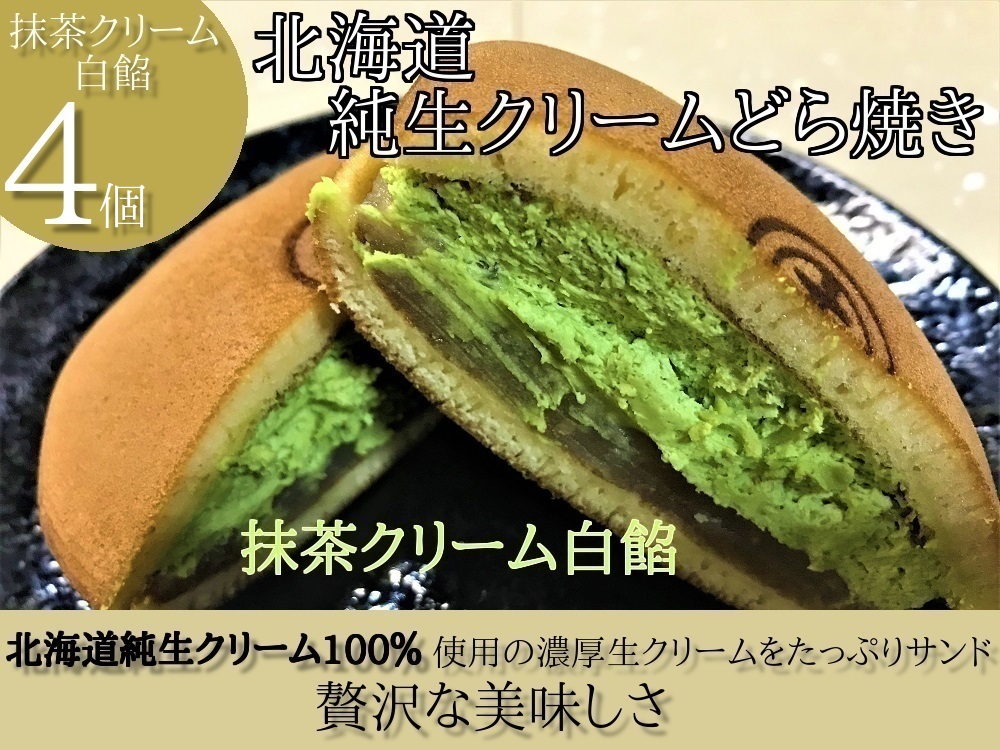 抹茶クリーム
白餡
4個
北海道
純生クリームどら焼き
抹茶クリーム白餡
北海道純生クリーム100% 使用の濃厚生クリームをたっぷりサンド
贅沢な美味しさ